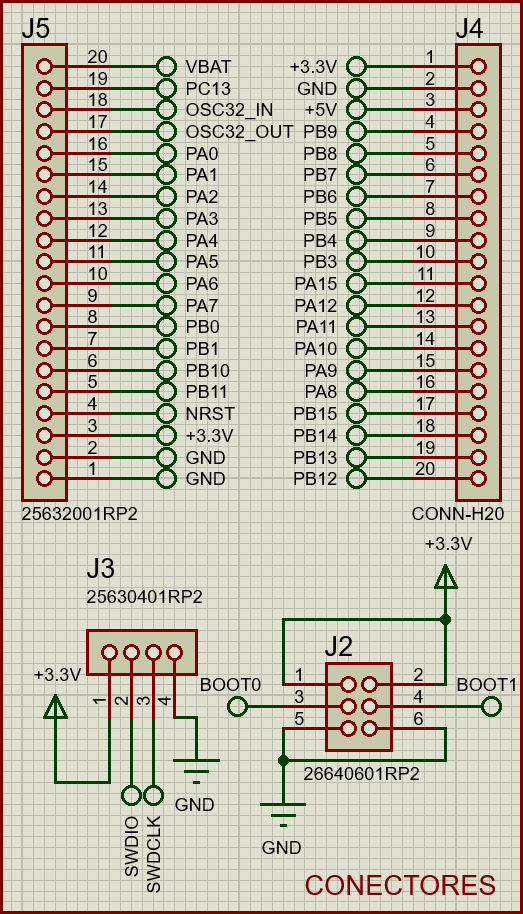 J5 J4
20 VBAT +3.3V 1
19 PC13 GND 2
18 OSC32_IN +5V 3
17 OSC32_OUT PB9 4
16 PA0 PB8 5
15 PA1 PB7 6
14 PA2 PB6 7
13 PA3 PB5 8
12 PA4 PB4 9
11 PA5 PB3 10
10 PA6 PA15 11
9 PA7 PA12 12
8 PB0 PA11 13
7 PB1 PA10 14
6 PB10 PA9 15
5 PB11 PA8 16
4 NRST PB15 17
3 +3.3V PB14 18
2 GND PB13 19
1 GND PB12 20
25632001RP2 CONN-H20
J3
25630401RP2
+3.3V
1 2 3 4
SWDIO
SWDCLK
GND
+3.3V
J2
1 2
BOOT0 3 4 BOOT1
5 6
26640601RP2
GND
CONECTORES